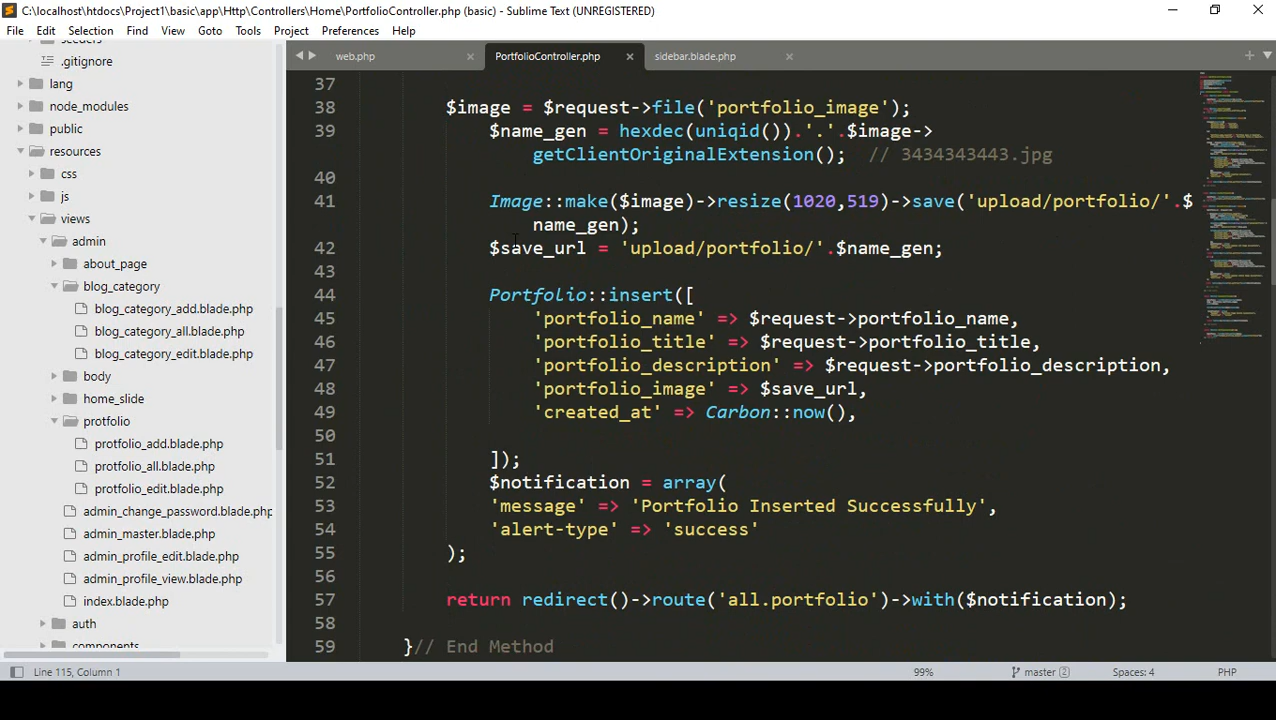 C:\localhost\htdocs\Project1\basic\app\Http\Controllers\Home\PortfolioController.php (basic) - Sublime Text (UNREGISTERED)
File Edit Selection Find View Goto Tools Project Preferences Help
.gitignore
lang
node_modules
public
resources
css
js
views
admin
about_page
blog_category
blog_category_add.blade.php
blog_category_all.blade.php
blog_category_edit.blade.php
body
home_slide
protfolio
protfolio_add.blade.php
protfolio_all.blade.php
protfolio_edit.blade.php
admin_change_password.blade.php
admin_master.blade.php
admin_profile_edit.blade.php
admin_profile_view.blade.php
index.blade.php
auth
components
web.php PortfolioController.php sidebar.blade.php
37
38 $image = $request->file('portfolio_image');
39 $name_gen = hexdec(uniqid()).'.'.$image->
getClientOriginalExtension(); // 3434343443.jpg
40
41 Image::make($image)->resize(1020,519)->save('upload/portfolio/'.$
name_gen);
42 $save_url = 'upload/portfolio/'.$name_gen;
43
44 Portfolio::insert([
45 'portfolio_name' => $request->portfolio_name,
46 'portfolio_title' => $request->portfolio_title,
47 'portfolio_description' => $request->portfolio_description,
48 'portfolio_image' => $save_url,
49 'created_at' => Carbon::now(),
50
51 ]);
52 $notification = array(
53 'message' => 'Portfolio Inserted Successfully',
54 'alert-type' => 'success'
55 );
56
57 return redirect()->route('all.portfolio')->with($notification);
58
59 }// End Method
Line 115, Column 1 99% master 2 Spaces: 4 PHP